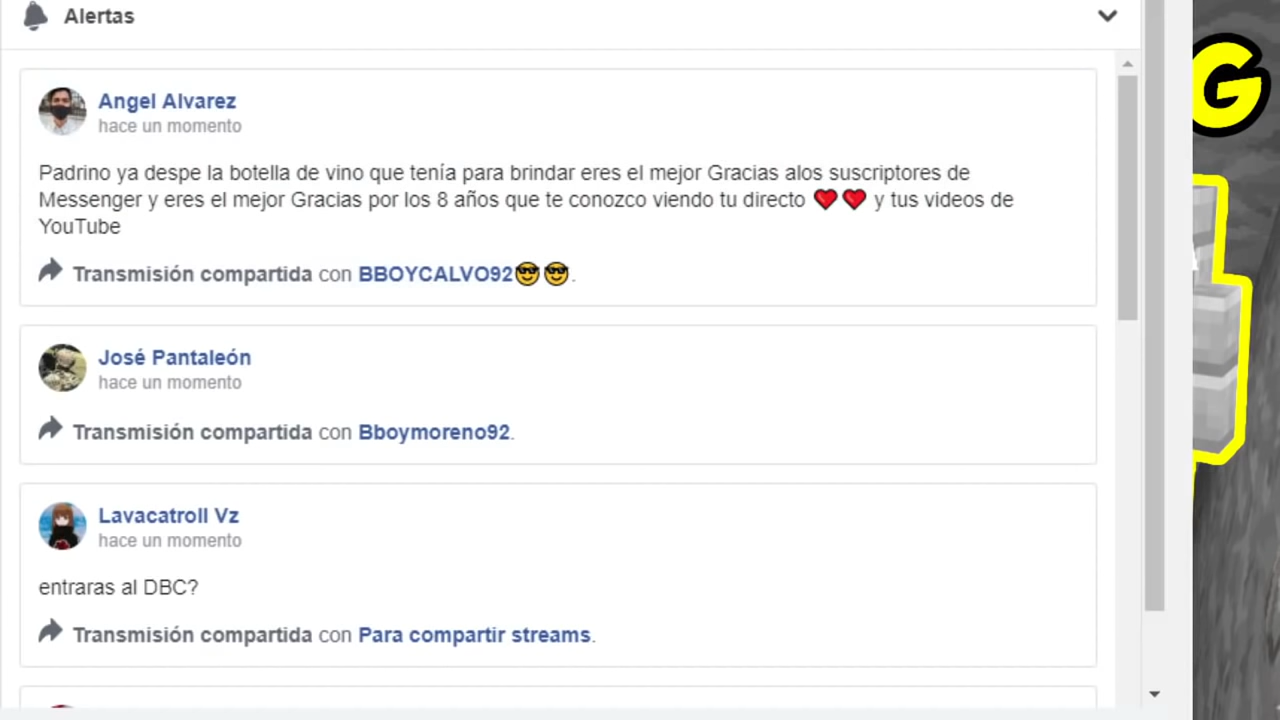 Alertas
G
Angel Alvarez
hace un momento
Padrino ya despe la botella de vino que tenía para brindar eres el mejor Gracias alos suscriptores de
Messenger y eres el mejor Gracias por los 8 años que te conozco viendo tu directo ❤️❤️ y tus videos de
YouTube
Transmisión compartida con BBOYCALVO92😎😎.
José Pantaleón
hace un momento
Transmisión compartida con Bboymoreno92.
Lavacatroll Vz
hace un momento
entraras al DBC?
Transmisión compartida con Para compartir streams.